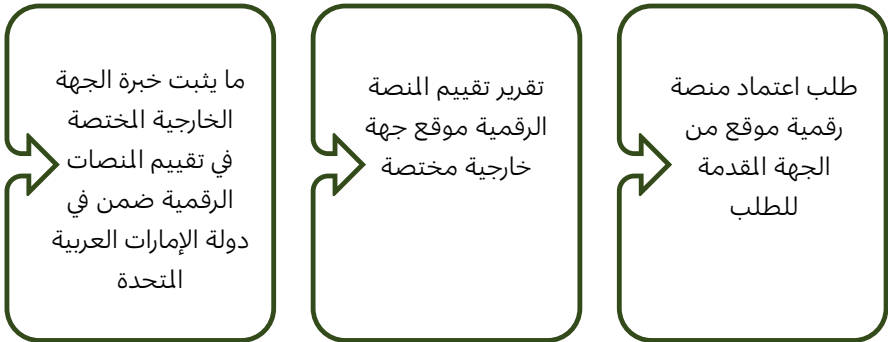 طلب اعتماد منصة
رقمية موقع من
الجهة المقدمة
للطلب
تقرير تقييم المنصة
الرقمية موقع جهة
خارجية مختصة
ما يثبت خبرة الجهة
الخارجية المختصة
في تقييم المنصات
الرقمية ضمن في
دولة الإمارات العربية
المتحدة